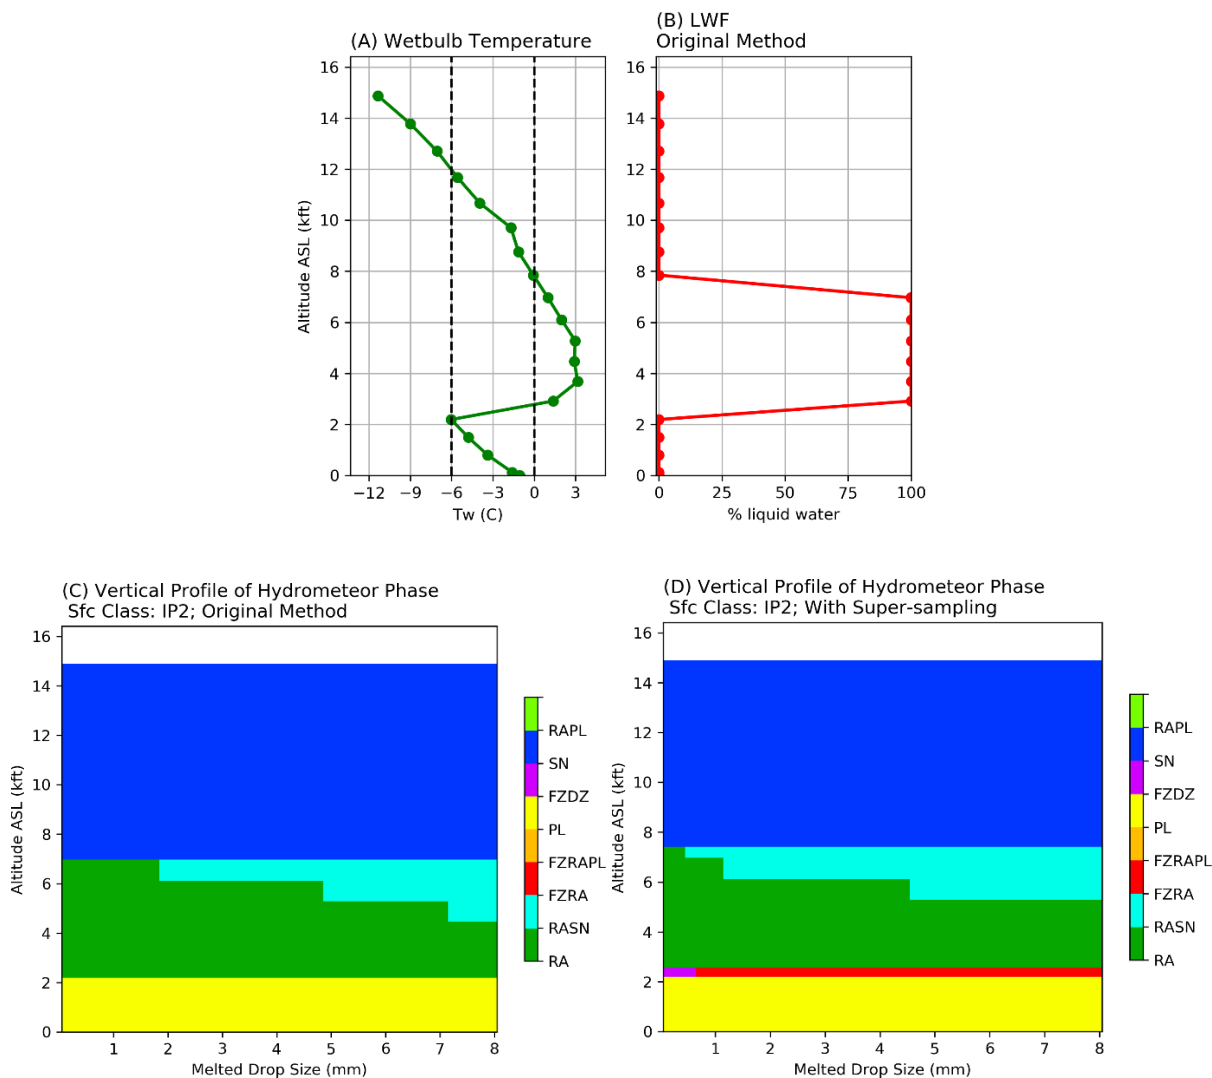 (A) Wetbulb Temperature
(B) LWF
Original Method
16
14
12
10
8
6
4
2
0
Altitude ASL (kft)
−12 −9 −6 −3 0 3
Tw (C)
16
14
12
10
8
6
4
2
0
0 25 50 75 100
% liquid water
(C) Vertical Profile of Hydrometeor Phase
Sfc Class: IP2; Original Method
16
14
12
10
8
6
4
2
0
Altitude ASL (kft)
1 2 3 4 5 6 7 8
Melted Drop Size (mm)
RAPL
SN
FZDZ
PL
FZRAPL
FZRA
RASN
RA
(D) Vertical Profile of Hydrometeor Phase
Sfc Class: IP2; With Super-sampling
16
14
12
10
8
6
4
2
0
Altitude ASL (kft)
1 2 3 4 5 6 7 8
Melted Drop Size (mm)
RAPL
SN
FZDZ
PL
FZRAPL
FZRA
RASN
RA